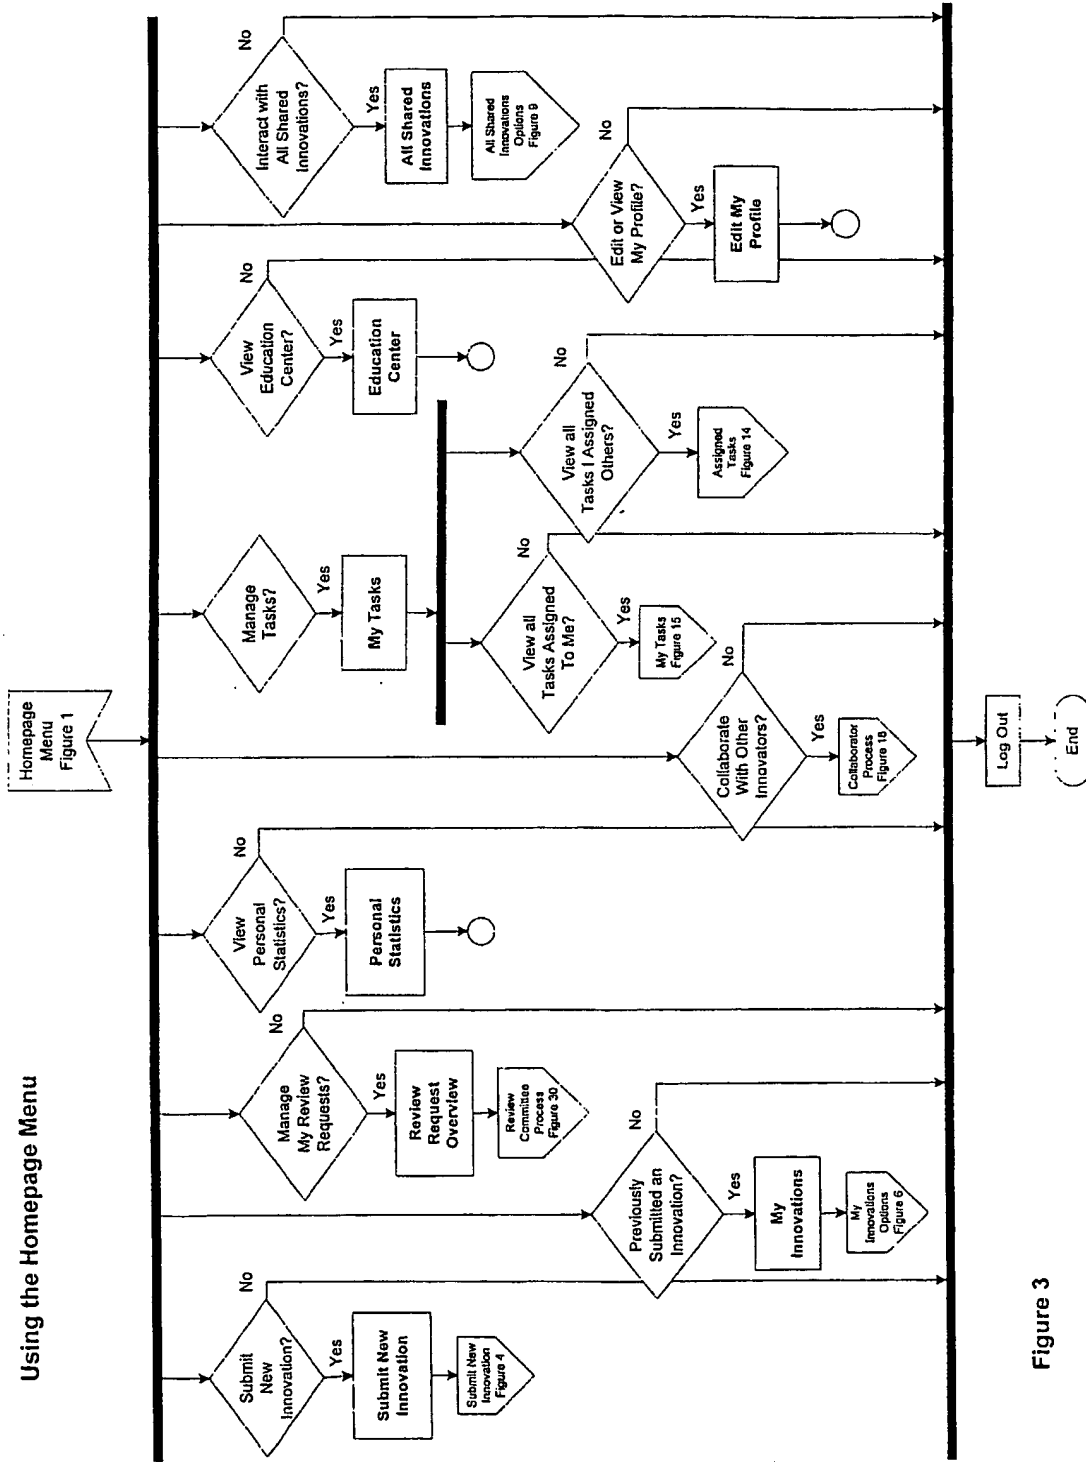 Using the Homepage Menu
Homepage
Menu
Figure 1
Submit
New
Innovation?
No
Yes
Submit New
Innovation
Submit New
Innovation
Figure 4
Previously
Submitted an
Innovation?
No
Yes
My
Innovations
My
Innovations
Options
Figure 6
Manage
My Review
Requests?
No
Yes
Review
Request
Overview
Review
Committee
Process
Figure 30
View
Personal
Statistics?
No
Yes
Personal
Statistics
Collaborate
With Other
Innovators?
No
Yes
Collaborator
Process
Figure 18
Manage
Tasks?
Yes
My Tasks
View all
Tasks Assigned
To Me?
No
Yes
My Tasks
Figure 15
View all
Tasks I Assigned
Others?
No
Yes
Assigned
Tasks
Figure 14
View
Education
Center?
No
Yes
Education
Center
Edit or View
My Profile?
No
Yes
Edit My
Profile
Interact with
All Shared
Innovations?
No
Yes
All Shared
Innovations
All Shared
Innovations
Options
Figure 9
Log Out
End
Figure 3